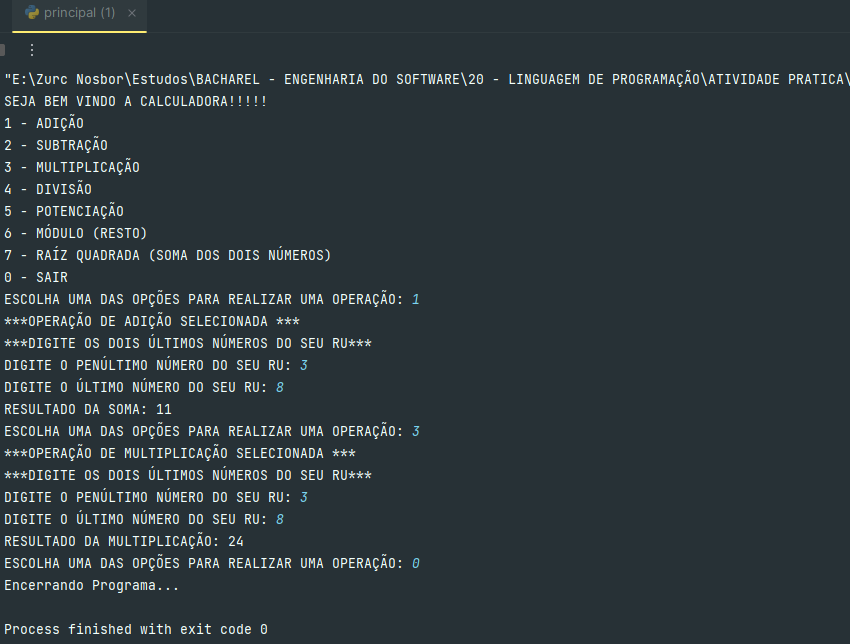 principal (1)
"E:\Zurc Nosbor\Estudos\BACHAREL - ENGENHARIA DO SOFTWARE\20 - LINGUAGEM DE PROGRAMAÇÃO\ATIVIDADE PRATICA\
SEJA BEM VINDO A CALCULADORA!!!!!
1 - ADIÇÃO
2 - SUBTRAÇÃO
3 - MULTIPLICAÇÃO
4 - DIVISÃO
5 - POTENCIAÇÃO
6 - MÓDULO (RESTO)
7 - RAÍZ QUADRADA (SOMA DOS DOIS NÚMEROS)
0 - SAIR
ESCOLHA UMA DAS OPÇÕES PARA REALIZAR UMA OPERAÇÃO: 1
***OPERAÇÃO DE ADIÇÃO SELECIONADA ***
***DIGITE OS DOIS ÚLTIMOS NÚMEROS DO SEU RU***
DIGITE O PENÚLTIMO NÚMERO DO SEU RU: 3
DIGITE O ÚLTIMO NÚMERO DO SEU RU: 8
RESULTADO DA SOMA: 11
ESCOLHA UMA DAS OPÇÕES PARA REALIZAR UMA OPERAÇÃO: 3
***OPERAÇÃO DE MULTIPLICAÇÃO SELECIONADA ***
***DIGITE OS DOIS ÚLTIMOS NÚMEROS DO SEU RU***
DIGITE O PENÚLTIMO NÚMERO DO SEU RU: 3
DIGITE O ÚLTIMO NÚMERO DO SEU RU: 8
RESULTADO DA MULTIPLICAÇÃO: 24
ESCOLHA UMA DAS OPÇÕES PARA REALIZAR UMA OPERAÇÃO: 0
Encerrando Programa...
Process finished with exit code 0